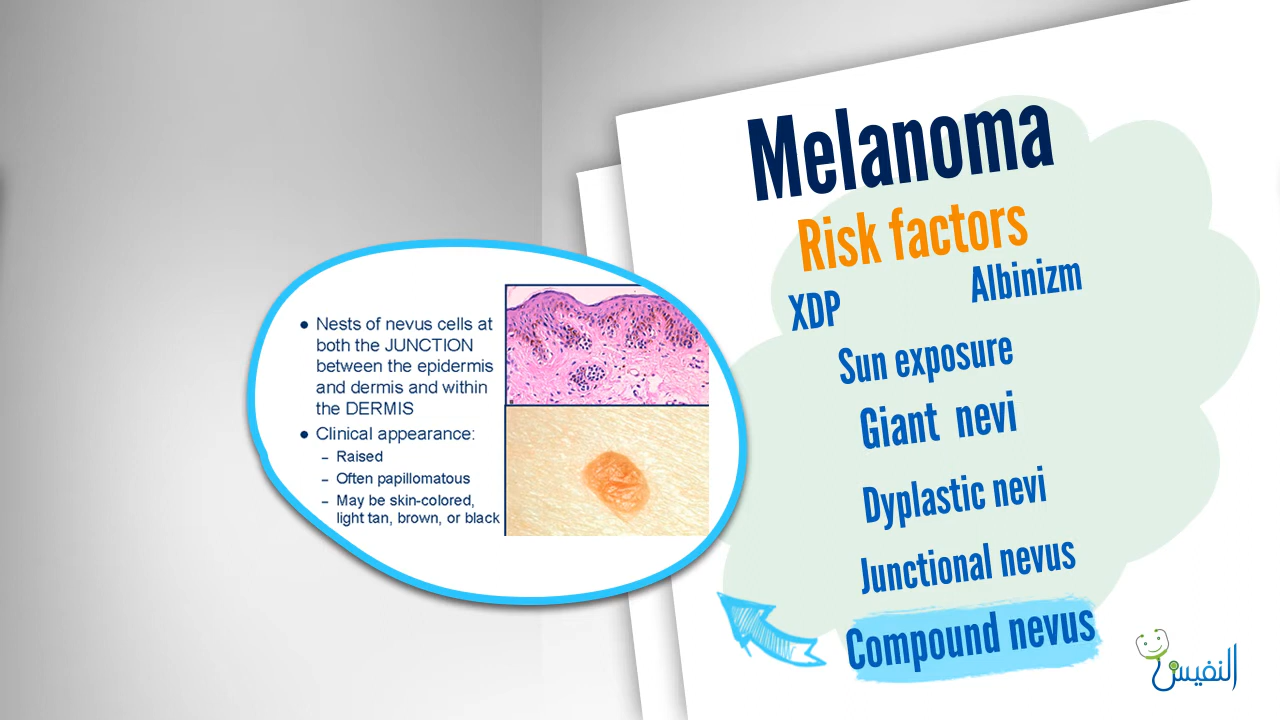 Melanoma
Risk factors
XDP
Albinizm
Sun exposure
Giant nevi
Dyplastic nevi
Junctional nevus
Compound nevus
● Nests of nevus cells at
both the JUNCTION
between the epidermis
and dermis and within
the DERMIS
● Clinical appearance:
– Raised
– Often papillomatous
– May be skin-colored,
light tan, brown, or black
النفيس